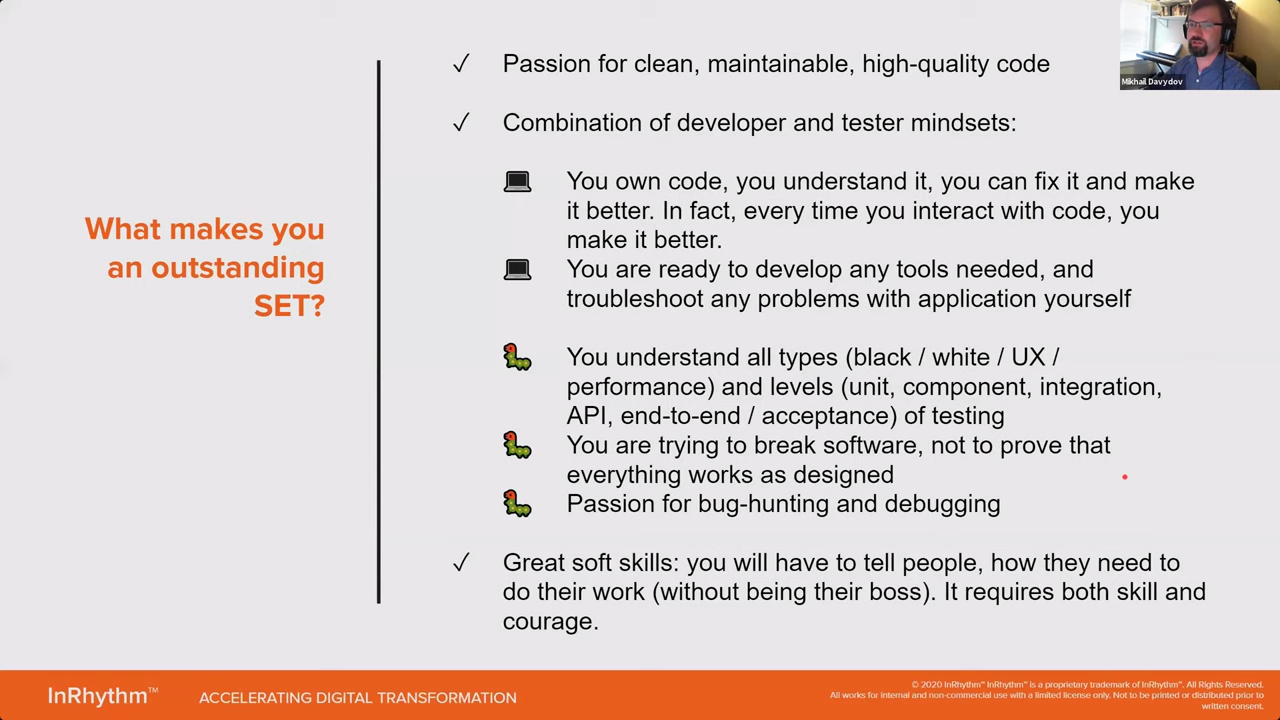 Mikhail Davydov
What makes you
an outstanding
SET?
✓ Passion for clean, maintainable, high-quality code
✓ Combination of developer and tester mindsets:
You own code, you understand it, you can fix it and make
it better. In fact, every time you interact with code, you
make it better.
You are ready to develop any tools needed, and
troubleshoot any problems with application yourself
You understand all types (black / white / UX /
performance) and levels (unit, component, integration,
API, end-to-end / acceptance) of testing
You are trying to break software, not to prove that
everything works as designed
Passion for bug-hunting and debugging
✓ Great soft skills: you will have to tell people, how they need to
do their work (without being their boss). It requires both skill and
courage.
InRhythm™
ACCELERATING DIGITAL TRANSFORMATION
© 2020 InRhythm™ InRhythm™ is a proprietary trademark of InRhythm™. All Rights Reserved.
All works for internal and non-commercial use with a limited license only. Not to be printed or distributed prior to
written consent.